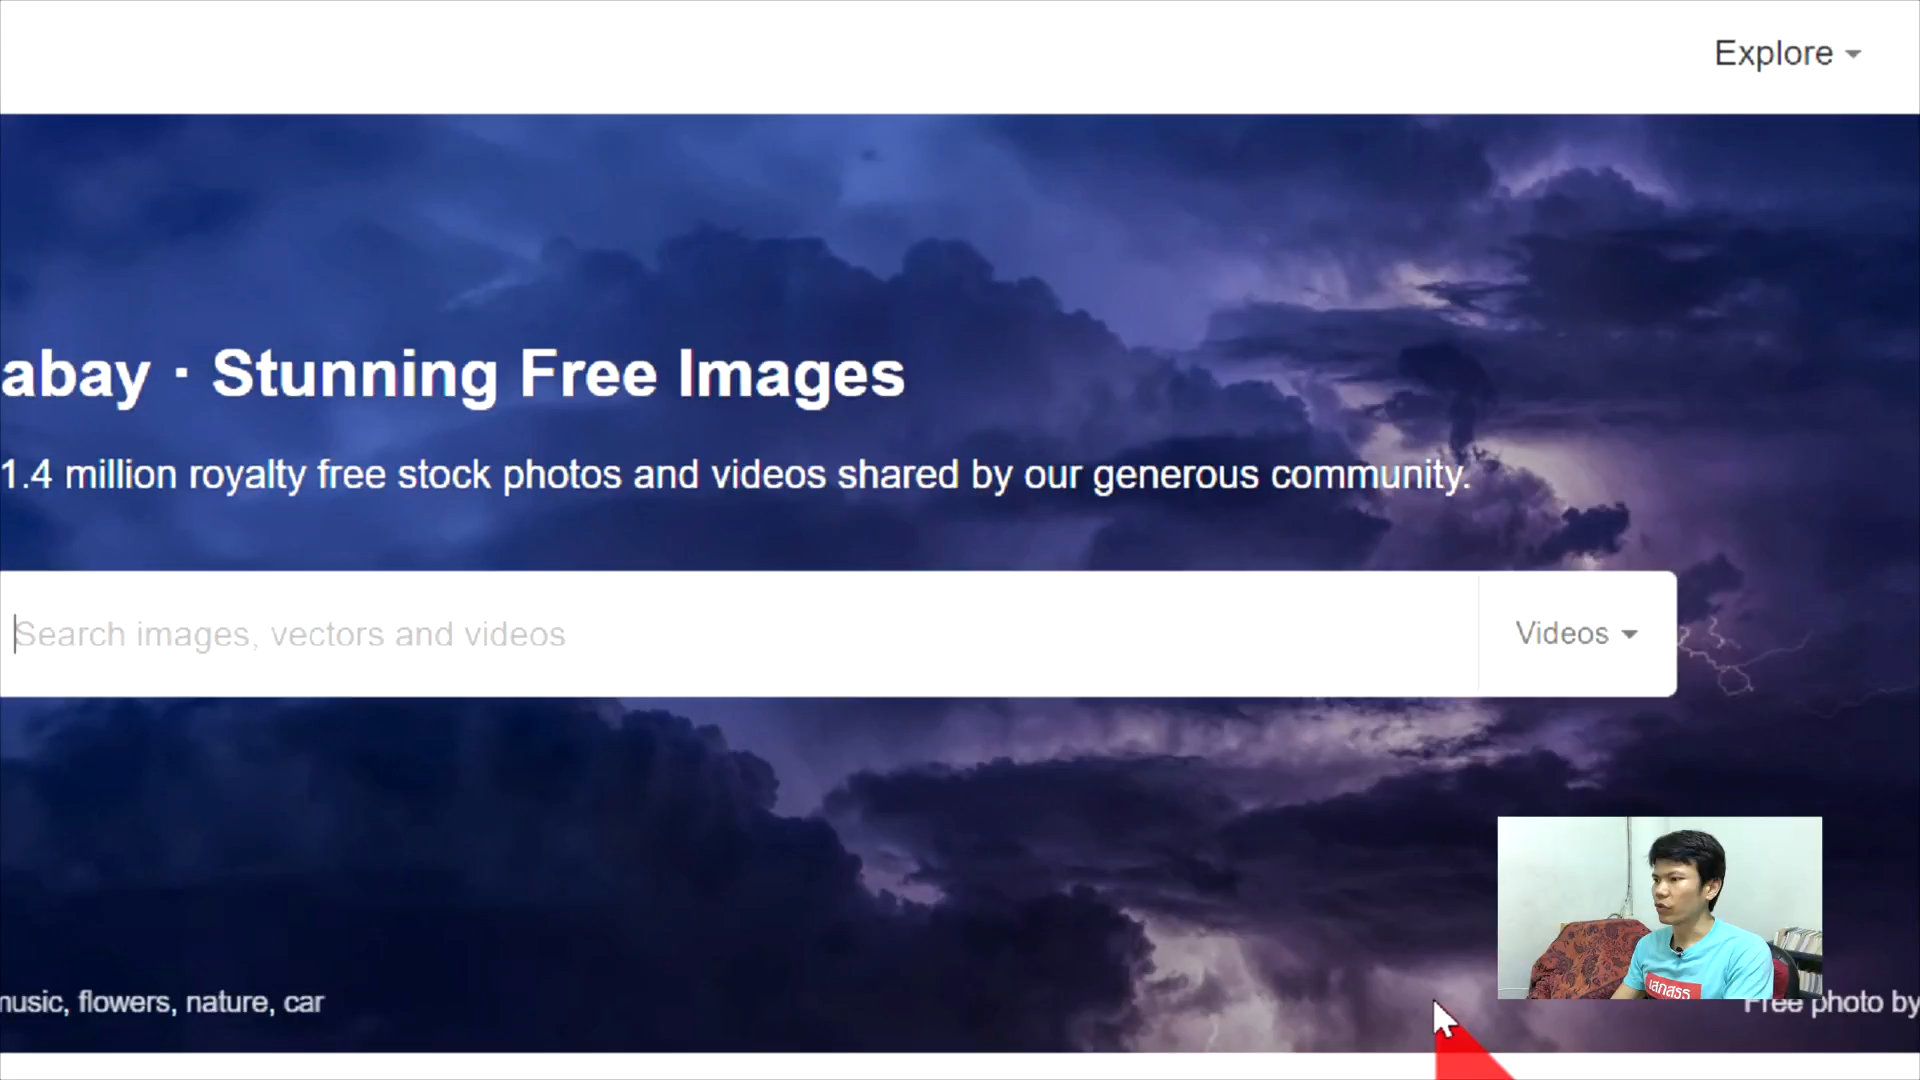 Explore
abay · Stunning Free Images
1.4 million royalty free stock photos and videos shared by our generous community.
Search images, vectors and videos
Videos
music, flowers, nature, car
Free photo by